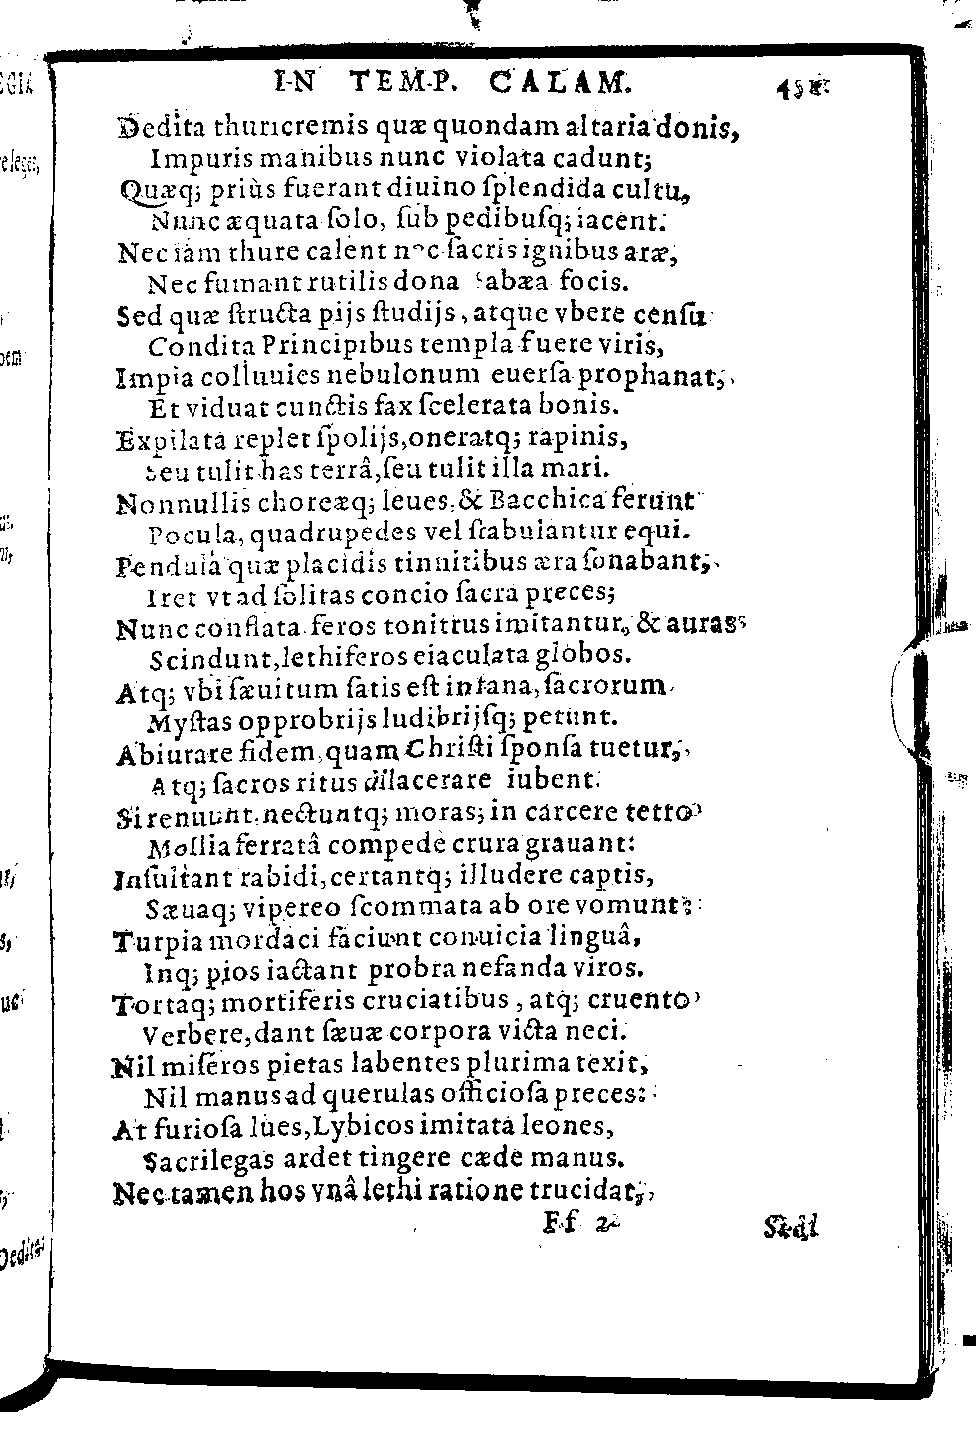 IN TEMP. CALAM.
Dedita thuricremis quæ quondam altaria donis,
Impuris manibus nunc violata cadunt;
Quæq; priùs fuerant diuino ſplendida cultu,
Nunc æquata ſolo, ſub pedibuſq; iacent.
Nec iam thure calent nec ſacris ignibus aræ,
Nec fumant rutilis dona Sabæa focis.
Sed quæ ſtructa pijs ſtudijs, atque vbere cenſu
Condita Principibus templa fuere viris,
Impia colluuies nebulonum euerſa prophanat,
Et viduat cunctis fax ſcelerata bonis.
Expilata replet ſpolijs, oneratq; rapinis,
Seu tulit has terrâ, ſeu tulit illa mari.
Nonnullis choreæq; leues, & Bacchica ferunt
Pocula, quadrupedes vel ſtabulantur equi.
Pendula quæ placidis tinnitibus æra ſonabant,
Iret vt ad ſolitas concio ſacra preces;
Nunc conflata feros tonitrus imitantur, & auras
Scindunt, lethiferos eiaculata globos.
Atq; vbi ſæuitum ſatis eſt inſana, ſacrorum
Myſtas opprobrijs ludibrijſq; petunt.
Abiurare fidem, quam Chriſti ſponſa tuetur,
Atq; ſacros ritus dilacerare iubent.
Si renuunt, nectuntq; moras; in carcere tetro
Mollia ferratâ compede crura grauant:
Inſultant rabidi, certantq; illudere captis,
Sæuaq; vipereo ſcommata ab ore vomunt:
Turpia mordaci faciunt conuicia linguâ,
Inq; pios iactant probra nefanda viros.
Tortaq; mortiferis cruciatibus, atq; cruento
Verbere, dant ſæuæ corpora victa neci.
Nil miſeros pietas labentes plurima texit,
Nil manus ad querulas officioſa preces:
At furioſa lues, Lybicos imitata leones,
Sacrilegas ardet tingere cæde manus.
Nec tamen hos vnâ lethi ratione trucidat,
Ff 2
Sed